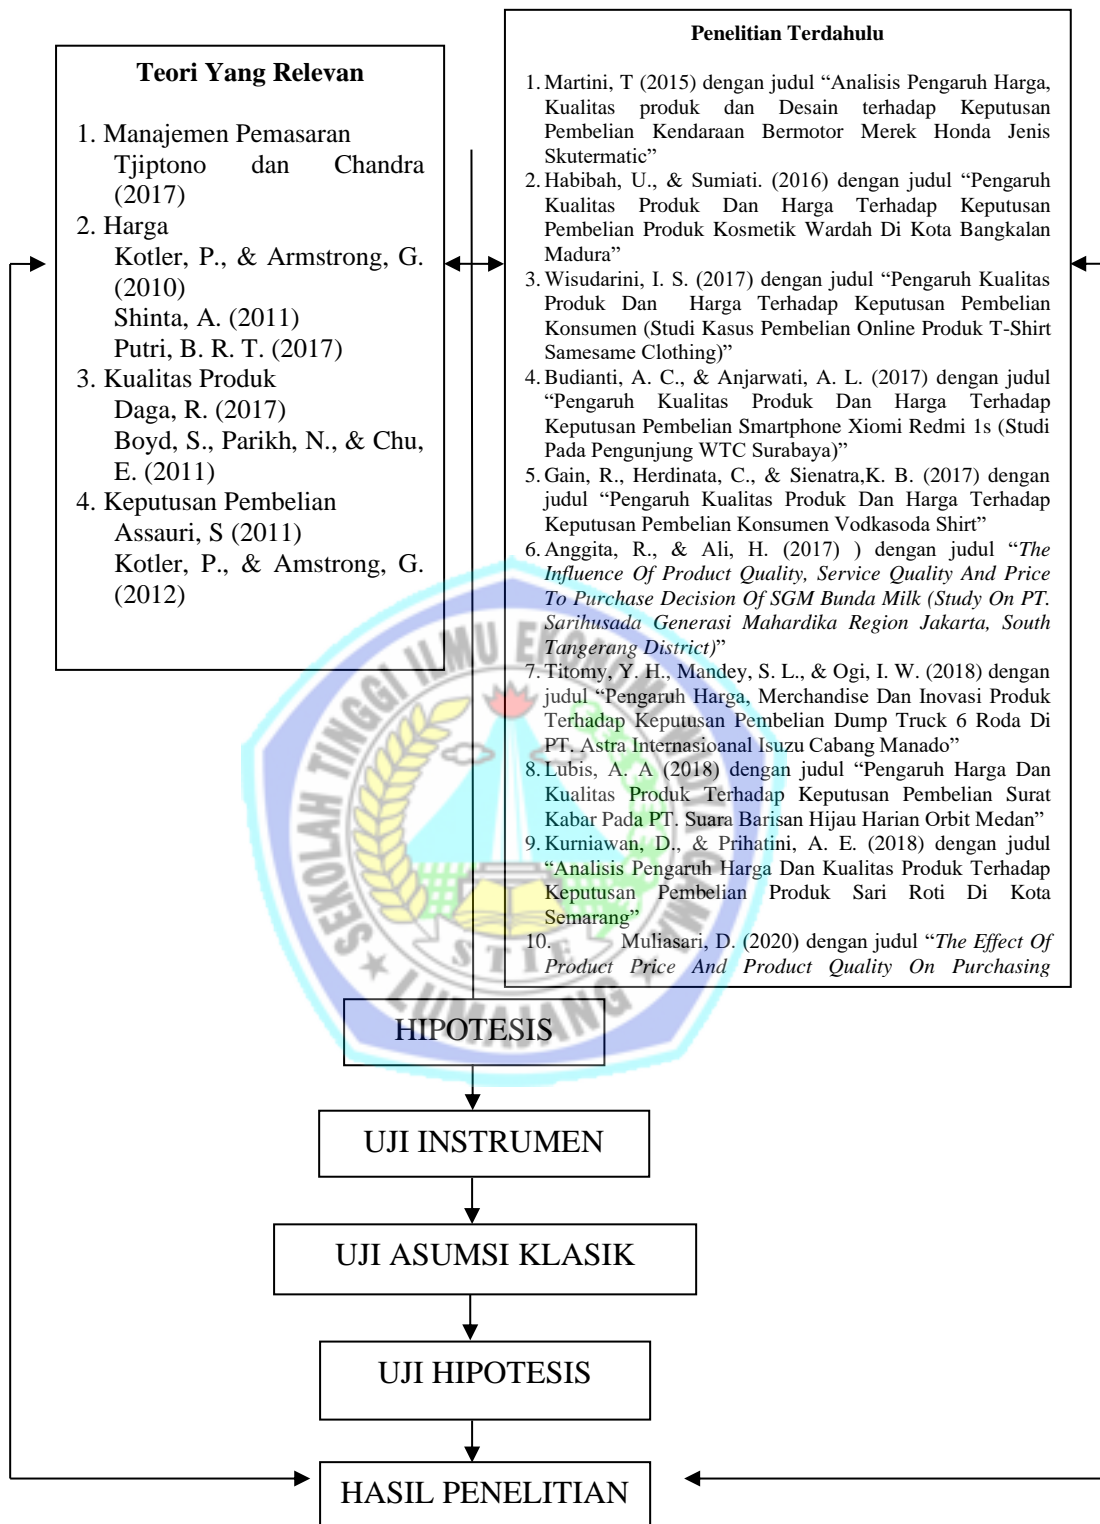 Teori Yang Relevan
1. Manajemen Pemasaran
Tjiptono dan Chandra
(2017)
2. Harga
Kotler, P., & Armstrong, G.
(2010)
Shinta, A. (2011)
Putri, B. R. T. (2017)
3. Kualitas Produk
Daga, R. (2017)
Boyd, S., Parikh, N., & Chu,
E. (2011)
4. Keputusan Pembelian
Assauri, S (2011)
Kotler, P., & Amstrong, G.
(2012)
Penelitian Terdahulu
1. Martini, T (2015) dengan judul “Analisis Pengaruh Harga,
Kualitas produk dan Desain terhadap Keputusan
Pembelian Kendaraan Bermotor Merek Honda Jenis
Skutermatic”
2. Habibah, U., & Sumiati. (2016) dengan judul “Pengaruh
Kualitas Produk Dan Harga Terhadap Keputusan
Pembelian Produk Kosmetik Wardah Di Kota Bangkalan
Madura”
3. Wisudarini, I. S. (2017) dengan judul “Pengaruh Kualitas
Produk Dan Harga Terhadap Keputusan Pembelian
Konsumen (Studi Kasus Pembelian Online Produk T-Shirt
Samesame Clothing)”
4. Budianti, A. C., & Anjarwati, A. L. (2017) dengan judul
“Pengaruh Kualitas Produk Dan Harga Terhadap
Keputusan Pembelian Smartphone Xiomi Redmi 1s (Studi
Pada Pengunjung WTC Surabaya)”
5. Gain, R., Herdinata, C., & Sienatra,K. B. (2017) dengan
judul “Pengaruh Kualitas Produk Dan Harga Terhadap
Keputusan Pembelian Konsumen Vodkasoda Shirt”
6. Anggita, R., & Ali, H. (2017) ) dengan judul “The
Influence Of Product Quality, Service Quality And Price
To Purchase Decision Of SGM Bunda Milk (Study On PT.
Sarihusada Generasi Mahardika Region Jakarta, South
Tangerang District)”
7. Titomy, Y. H., Mandey, S. L., & Ogi, I. W. (2018) dengan
judul “Pengaruh Harga, Merchandise Dan Inovasi Produk
Terhadap Keputusan Pembelian Dump Truck 6 Roda Di
PT. Astra Internasioanal Isuzu Cabang Manado”
8. Lubis, A. A (2018) dengan judul “Pengaruh Harga Dan
Kualitas Produk Terhadap Keputusan Pembelian Surat
Kabar Pada PT. Suara Barisan Hijau Harian Orbit Medan”
9. Kurniawan, D., & Prihatini, A. E. (2018) dengan judul
“Analisis Pengaruh Harga Dan Kualitas Produk Terhadap
Keputusan Pembelian Produk Sari Roti Di Kota
Semarang”
10. Muliasari, D. (2020) dengan judul “The Effect Of
Product Price And Product Quality On Purchasing
SEKOLAH TINGGI ILMU EKONOMI WIDYA GAMA
STIE
LUMAJANG
HIPOTESIS
UJI INSTRUMEN
UJI ASUMSI KLASIK
UJI HIPOTESIS
HASIL PENELITIAN